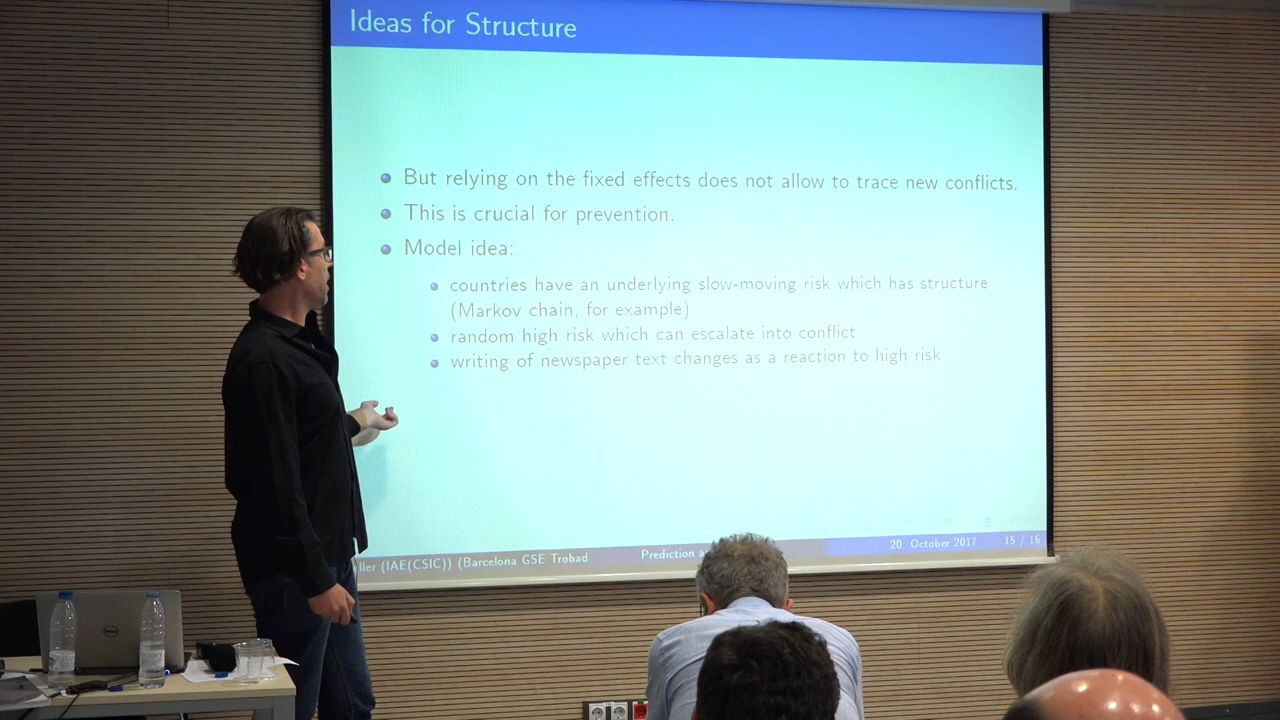 Ideas for Structure
But relying on the fixed effects does not allow to trace new conflicts.
This is crucial for prevention.
Model idea:
countries have an underlying slow-moving risk which has structure
(Markov chain, for example)
random high risk which can escalate into conflict
writing of newspaper text changes as a reaction to high risk
ller (IAE(CSIC)) (Barcelona GSE Trobad
Prediction a
20. October 2017
15 / 16
DELL